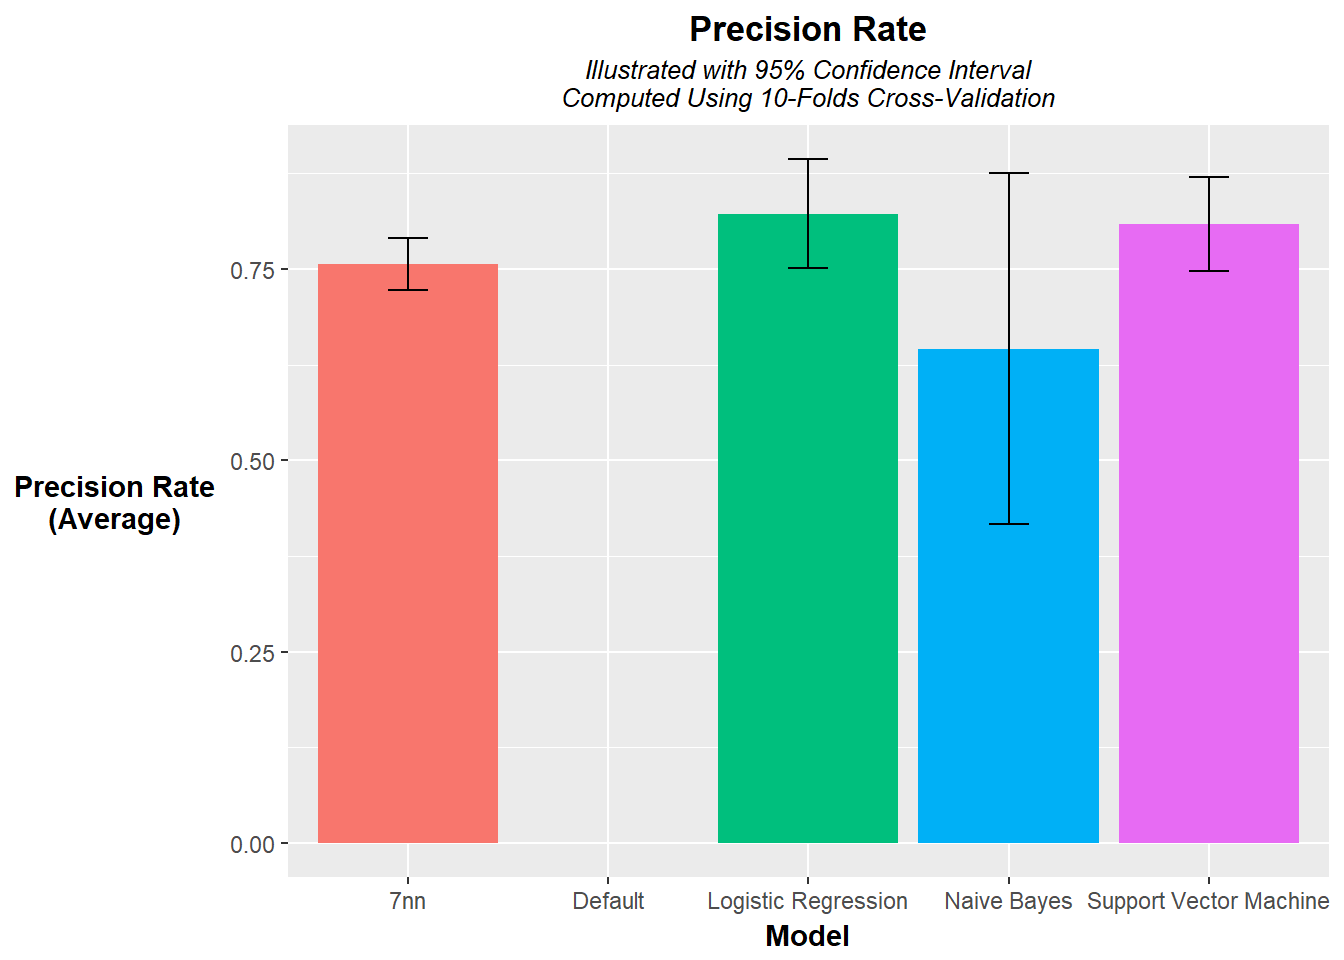 Precision Rate
Illustrated with 95% Confidence Interval
Computed Using 10-Folds Cross-Validation
Precision Rate
(Average)
0.75
0.50
0.25
0.00
7nn
Default
Logistic Regression
Naive Bayes
Support Vector Machine
Model